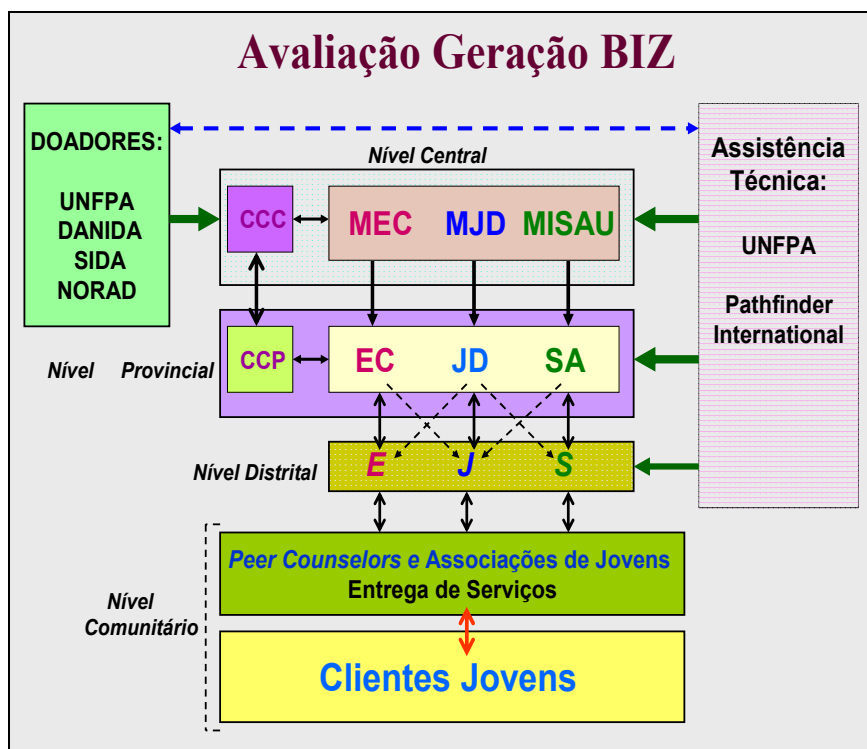 Avaliação Geração BIZ
DOADORES:
UNFPA
DANIDA
SIDA
NORAD
Nível Central
CCC
MEC MJD MISAU
Assistência
Técnica:
UNFPA
Pathfinder
International
Nível Provincial
CCP
EC JD SA
Nível Distrital
E J S
Nível
Comunitário
Peer Counselors e Associações de Jovens
Entrega de Serviços
Clientes Jovens